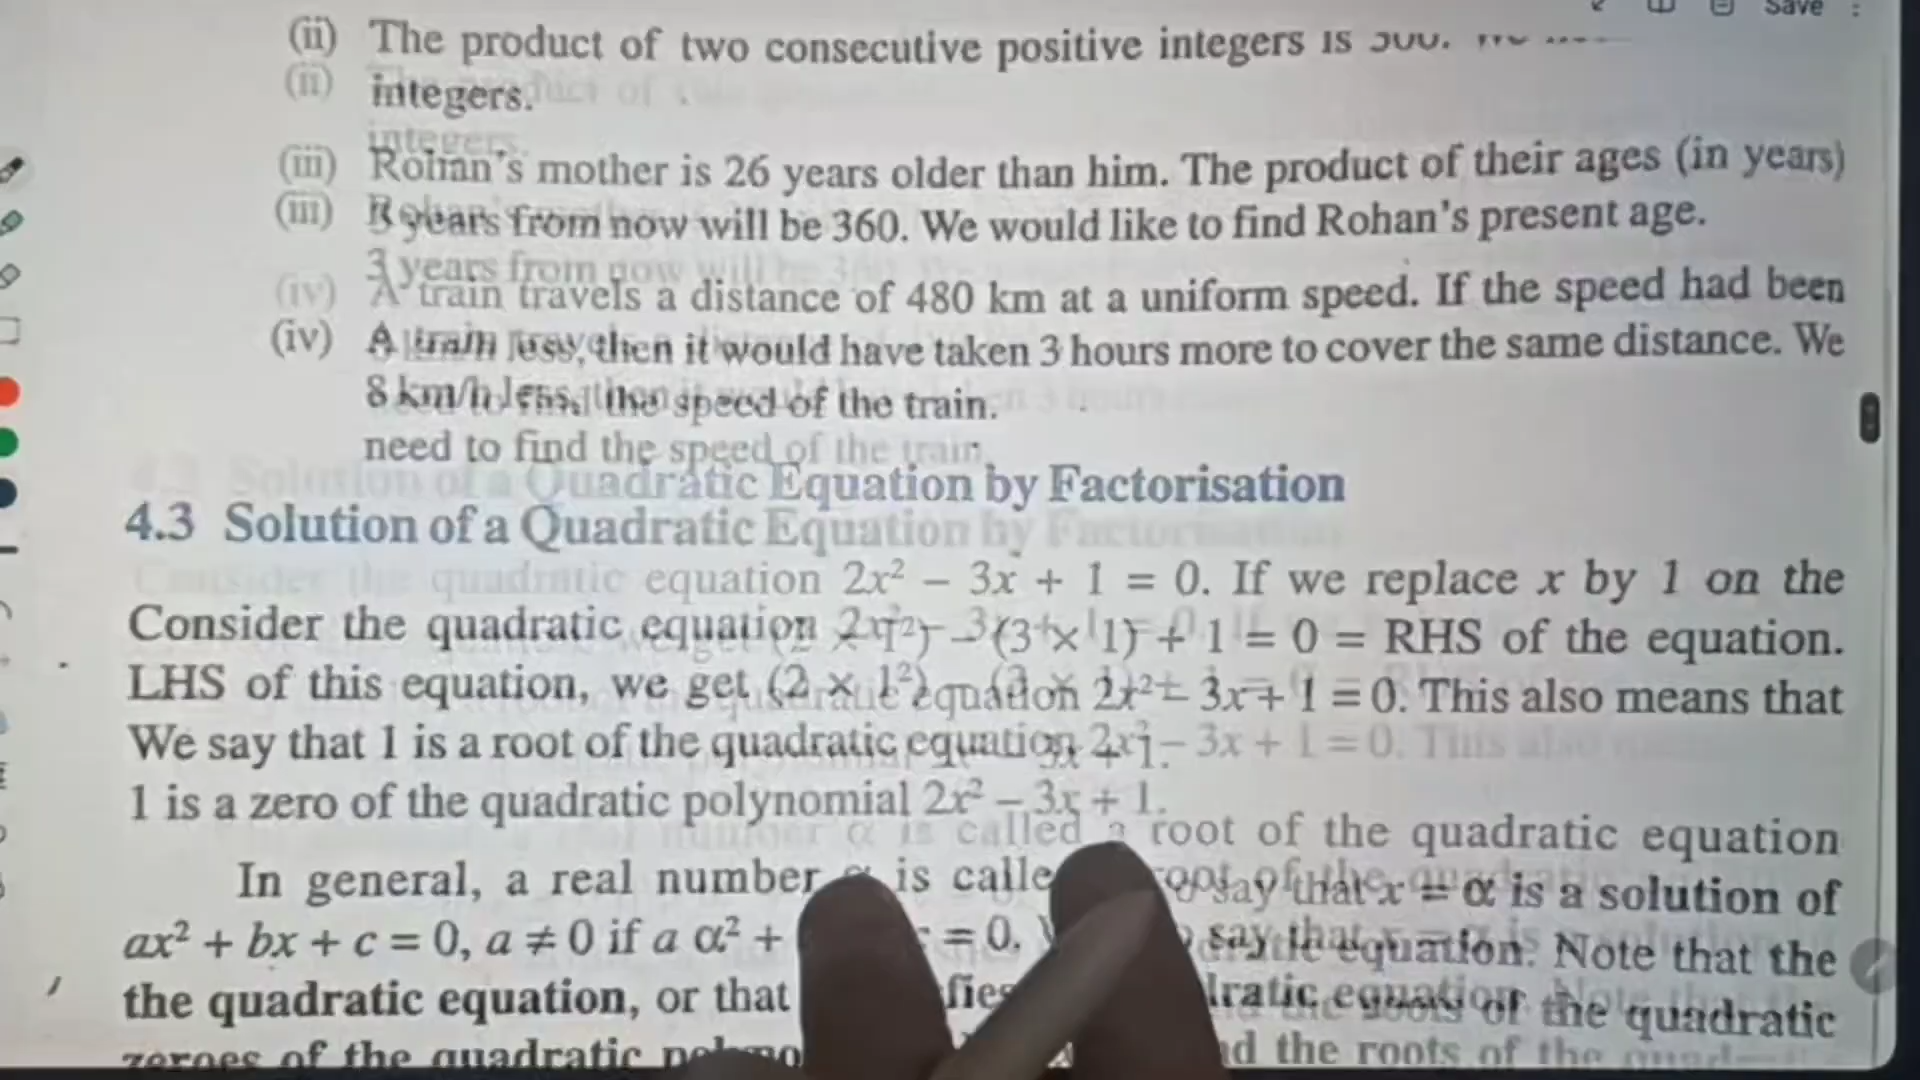 Save
(ii) The product of two consecutive positive integers is
integers.
(iii) Rohan's mother is 26 years older than him. The product of their ages (in years)
3 years from now will be 360. We would like to find Rohan's present age.
(iv) A train travels a distance of 480 km at a uniform speed. If the speed had been
8 km/h less, then it would have taken 3 hours more to cover the same distance. We
need to find the speed of the train.
4.3 Solution of a Quadratic Equation by Factorisation
Consider the quadratic equation 2x² – 3x + 1 = 0. If we replace x by 1 on the
LHS of this equation, we get (2 × 1²) – (3 × 1) + 1 = 0 = RHS of the equation.
We say that 1 is a root of the quadratic equation 2x² – 3x + 1 = 0. This also means that
1 is a zero of the quadratic polynomial 2x² – 3x + 1.
In general, a real number α is called a root of the quadratic equation
ax² + bx + c = 0, a ≠ 0 if a α² + = 0. say that x = α is a solution of
the quadratic equation, or that quadratic equation. Note that the
zeroes of the quadratic and the roots of the quadratic